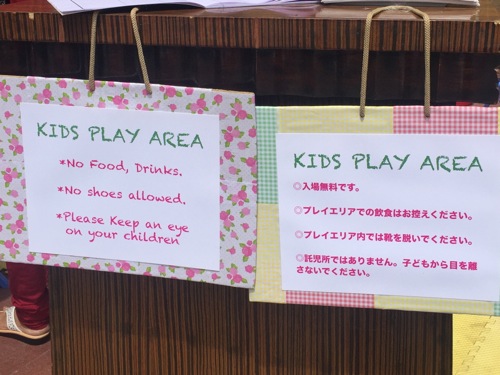 KIDS PLAY AREA
*No Food, Drinks.
*No shoes allowed.
*Please Keep an eye
on your children
KIDS PLAY AREA
◎入場無料です。
◎プレイエリアでの飲食はお控えください。
◎プレイエリア内では靴を脱いでください。
◎託児所ではありません。子どもから目を離
さないでください。